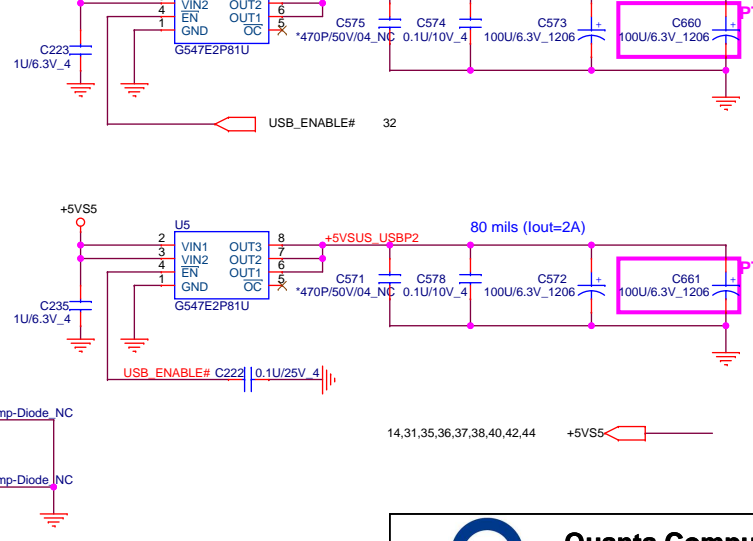 VIN2
OUT2
4
EN
OUT1
6
1
GND
OC
5
G547E2P81U
C223
1U/6.3V_4
C575
*470P/50V/04_NC
C574
0.1U/10V_4
C573
100U/6.3V_1206
C660
100U/6.3V_1206
USB_ENABLE# 32
+5VS5
U5
2
VIN1
OUT3
8
+5VSUS_USBP2
80 mils (Iout=2A)
3
VIN2
OUT2
7
4
EN
OUT1
6
1
GND
OC
5
G547E2P81U
C235
1U/6.3V_4
C571
*470P/50V/04_NC
C578
0.1U/10V_4
C572
100U/6.3V_1206
C661
100U/6.3V_1206
USB_ENABLE# C222 0.1U/25V_4
mp-Diode_NC
14,31,35,36,37,38,40,42,44 +5VS5
mp-Diode_NC
Quanta Compu